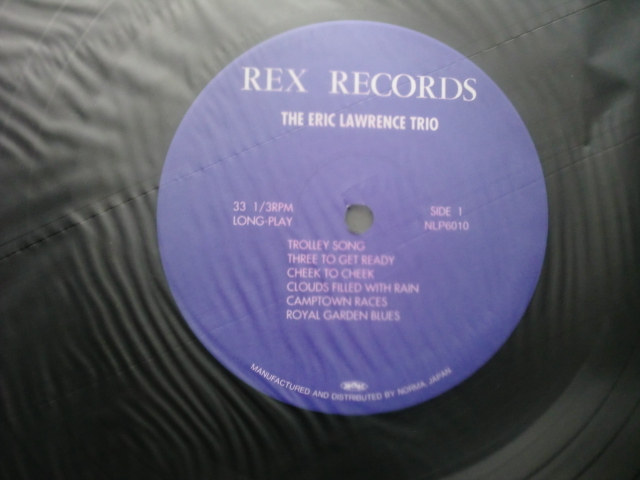 REX RECORDS
THE ERIC LAWRENCE TRIO
33 1/3RPM
LONG-PLAY
SIDE 1
NLP6010
TROLLEY SONG
THREE TO GET READY
CHEEK TO CHEEK
CLOUDS FILLED WITH RAIN
CAMPTOWN RACES
ROYAL GARDEN BLUES
MANUFACTURED AND DISTRIBUTED BY NORMA, JAPAN